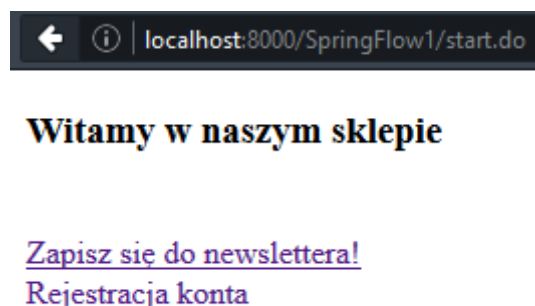 localhost:8000/SpringFlow1/start.do
Witamy w naszym sklepie
Zapisz się do newslettera!
Rejestracja konta